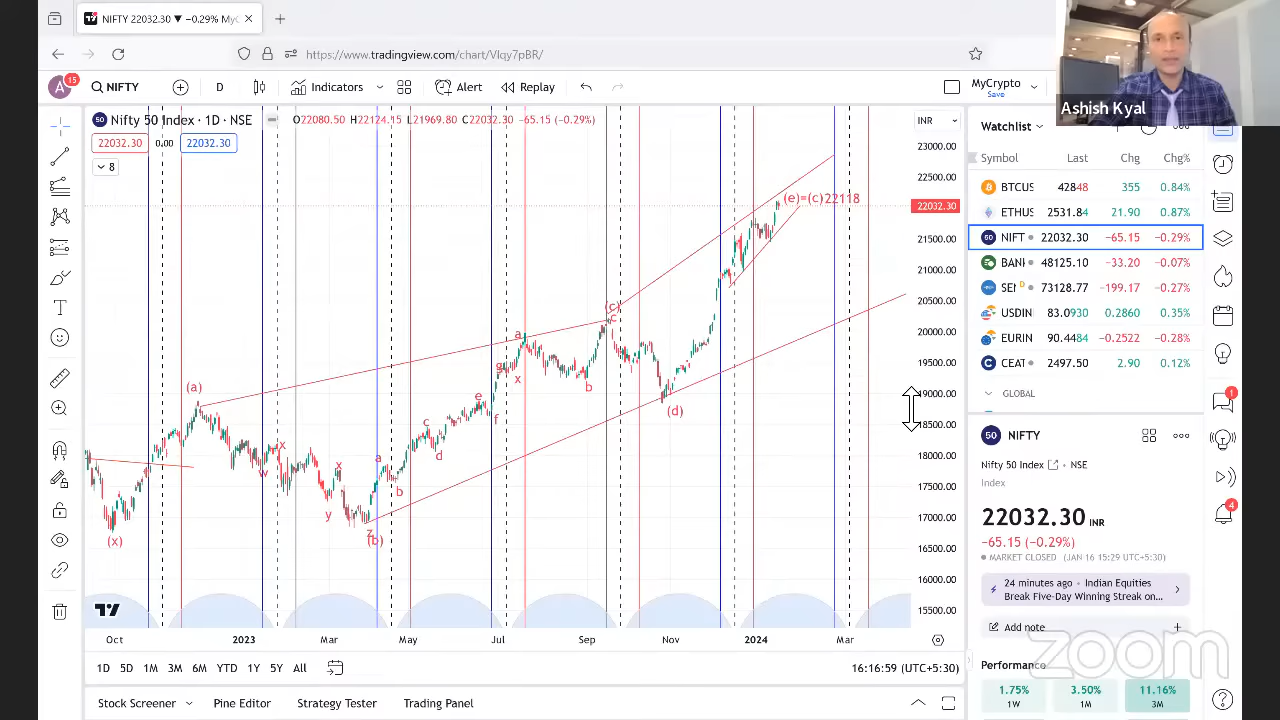 NIFTY 22032.30 ▼ −0.29% MyC
https://www.tradingview.com/chart/Vlqy7pBR/
Ashish Kyal
A 15 NIFTY D Indicators Alert Replay MyCrypto
Save
Nifty 50 Index · 1D · NSE
−65.15 (−0.29%)
INR
22032.30 0.00 22032.30
8
23000.00
22500.00
22032.30
21500.00
21000.00
20500.00
20000.00
19500.00
19000.00
18500.00
18000.00
17500.00
17000.00
16500.00
16000.00
15500.00
(e)=(c)22118
(c)
c
a
g
x
b
(a)
e
(d)
c
f
x
a
d
x
w
b
y
z
(b)
(x)
Oct 2023 Mar May Jul Sep Nov 2024 Mar
1D 5D 1M 3M 6M YTD 1Y 5Y All
16:16:59 (UTC+5:30)
Stock Screener Pine Editor Strategy Tester Trading Panel
Watchlist
Symbol Last Chg Chg%
BTCUS 42848 355 0.84%
ETHUS 2531.84 21.90 0.87%
NIFT 22032.30 −65.15 −0.29%
BANI 48125.10 −33.20 −0.07%
SEN D 73128.77 −199.17 −0.27%
USDIN 83.0930 0.2860 0.35%
EURIN 90.4484 −0.2522 −0.28%
CEAT 2497.50 2.90 0.12%
GLOBAL
50 NIFTY
Nifty 50 Index · NSE
Index
22032.30 INR
−65.15 (−0.29%)
MARKET CLOSED (JAN 16 15:29 UTC+5:30)
24 minutes ago · Indian Equities
Break Five-Day Winning Streak on...
Add note
Performance
1.75% 3.50% 11.16%
1W 1M 3M
1
4
zoom